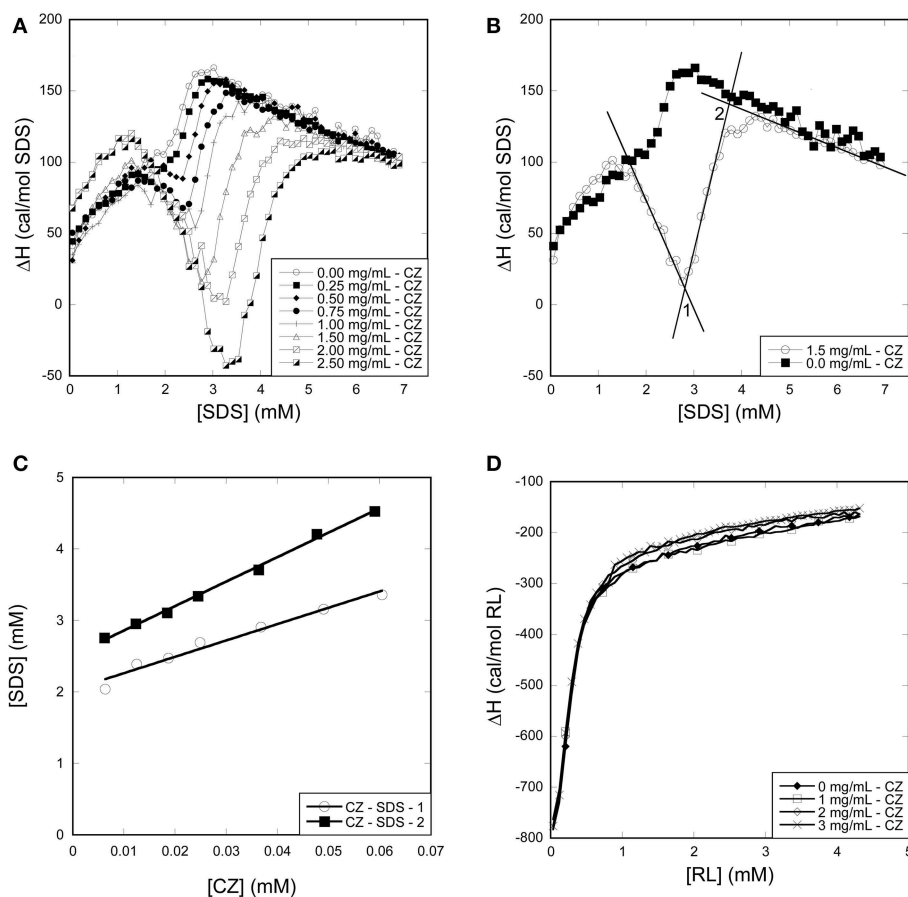 A
200
150
100
50
0
-50
ΔH (cal/mol SDS)
0 1 2 3 4 5 6 7
[SDS] (mM)
0.00 mg/mL - CZ
0.25 mg/mL - CZ
0.50 mg/mL - CZ
0.75 mg/mL - CZ
1.00 mg/mL - CZ
1.50 mg/mL - CZ
2.00 mg/mL - CZ
2.50 mg/mL - CZ
B
200
150
100
50
0
-50
ΔH (cal/mol SDS)
2
1
0 1 2 3 4 5 6 7
[SDS] (mM)
1.5 mg/mL - CZ
0.0 mg/mL - CZ
C
5
4
3
2
1
0
[SDS] (mM)
0 0.01 0.02 0.03 0.04 0.05 0.06 0.07
[CZ] (mM)
CZ - SDS - 1
CZ - SDS - 2
D
-100
-200
-300
-400
-500
-600
-700
-800
ΔH (cal/mol RL)
0 1 2 3 4 5
[RL] (mM)
0 mg/mL - CZ
1 mg/mL - CZ
2 mg/mL - CZ
3 mg/mL - CZ